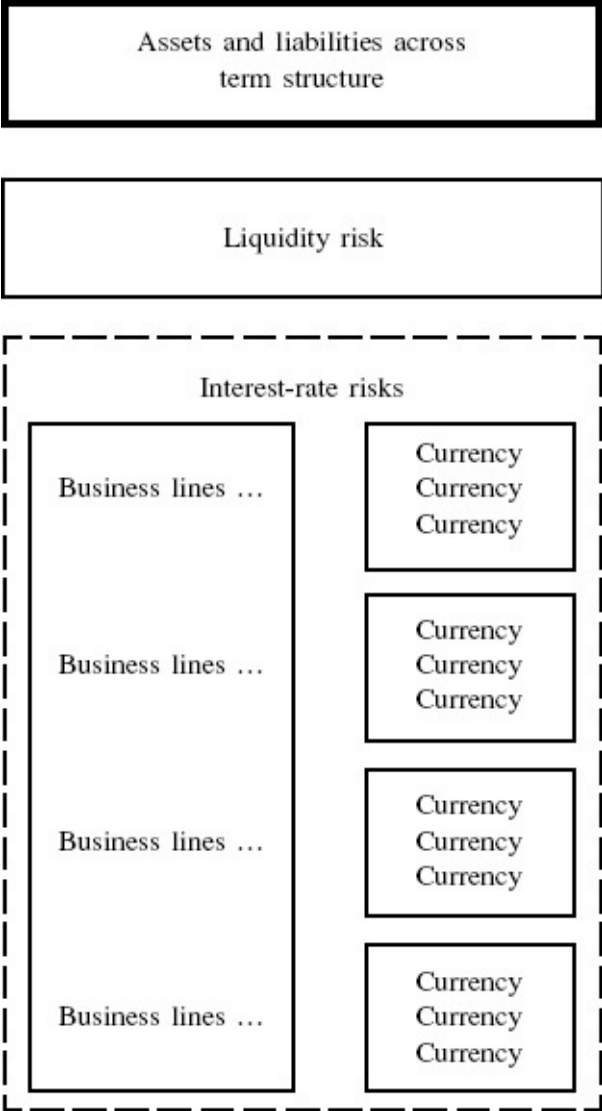 Assets and liabilities across
term structure
Liquidity risk
Interest-rate risks
Business lines …
Currency
Currency
Currency
Business lines …
Currency
Currency
Currency
Business lines …
Currency
Currency
Currency
Business lines …
Currency
Currency
Currency